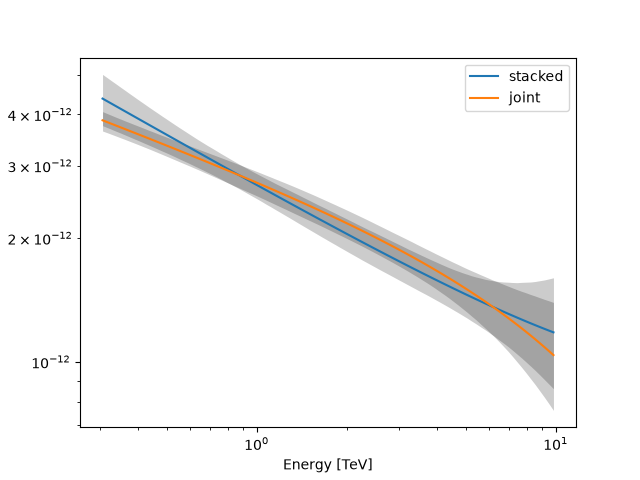 stacked
joint
4 × 10⁻¹²
3 × 10⁻¹²
2 × 10⁻¹²
10⁻¹²
10⁰ 10¹
Energy [TeV]